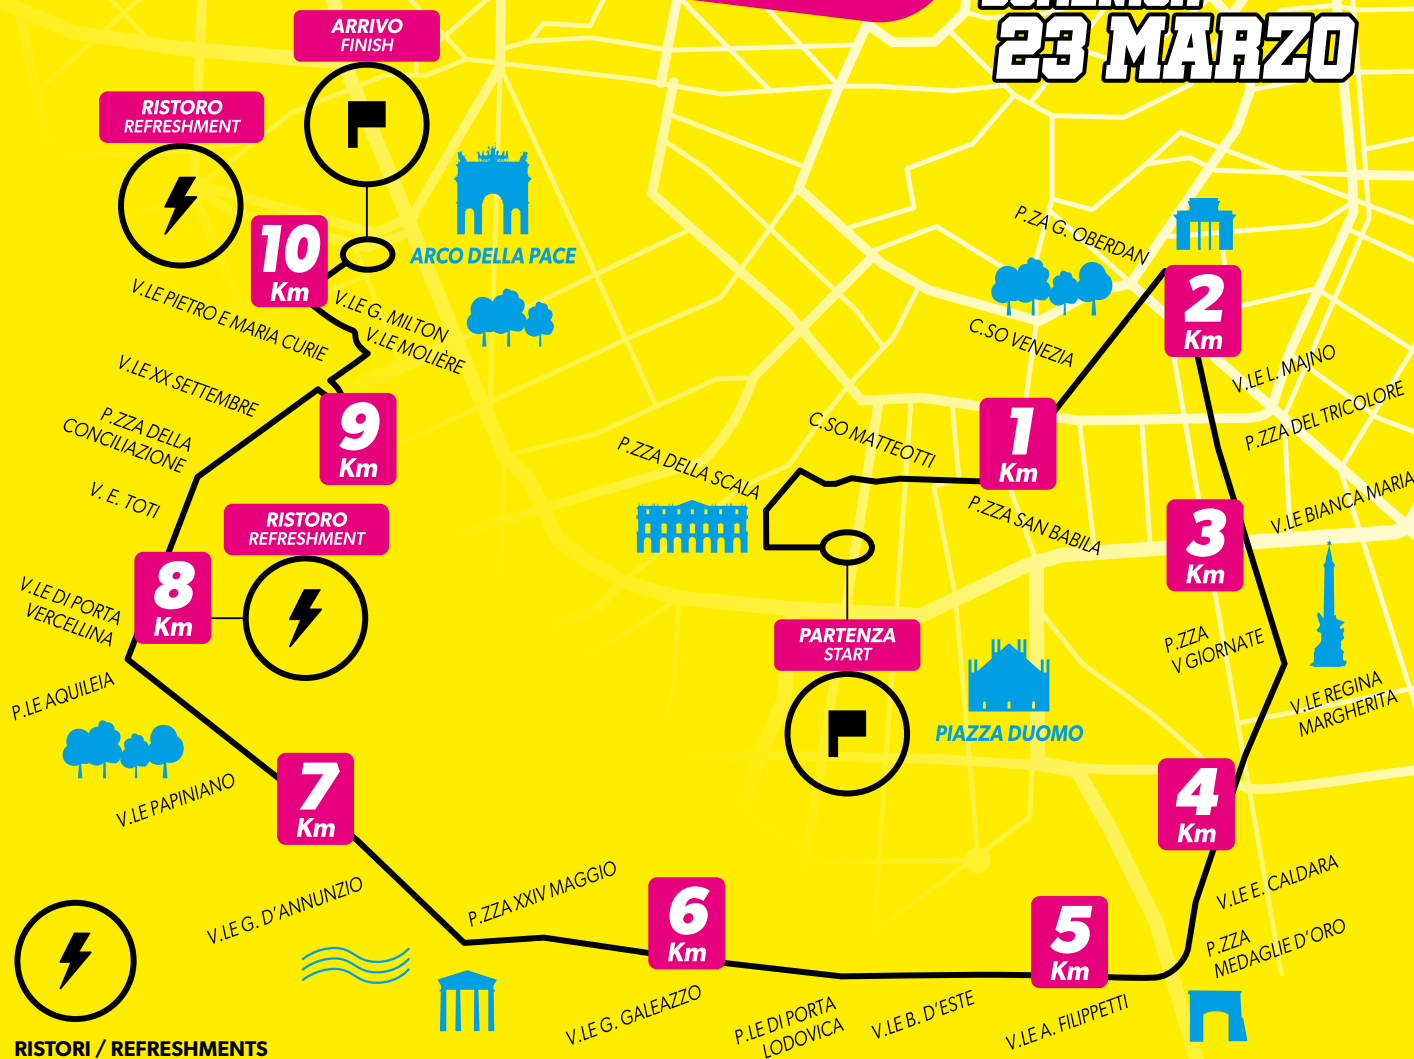 23 MARZO
ARRIVO
FINISH
RISTORO
REFRESHMENT
10
Km
ARCO DELLA PACE
V.LE PIETRO E MARIA CURIE
V.LE G. MILTON
V.LE MOLIÈRE
P.ZA G. OBERDAN
2
Km
C.SO VENEZIA
V.LE L. MAJNO
V.LE XX SETTEMBRE
P.ZZA DELLA
CONCILIAZIONE
9
Km
1
Km
C.SO MATTEOTTI
P.ZZA DEL TRICOLORE
P.ZZA DELLA SCALA
V. E. TOTI
P.ZZA SAN BABILA
V.LE BIANCA MARIA
RISTORO
REFRESHMENT
3
Km
8
Km
V.LE DI PORTA
VERCELLINA
PARTENZA
START
P.ZZA
V GIORNATE
P.LE AQUILEIA
V.LE REGINA
MARGHERITA
PIAZZA DUOMO
V.LE PAPINIANO
7
Km
4
Km
V.LE G. D'ANNUNZIO
P.ZZA XXIV MAGGIO
6
Km
5
Km
V.LE E. CALDARA
P.ZZA
MEDAGLIE D'ORO
V.LE G. GALEAZZO
P.LE DI PORTA
LODOVICA
V.LE B. D'ESTE
V.LE A. FILIPPETTI
RISTORI / REFRESHMENTS